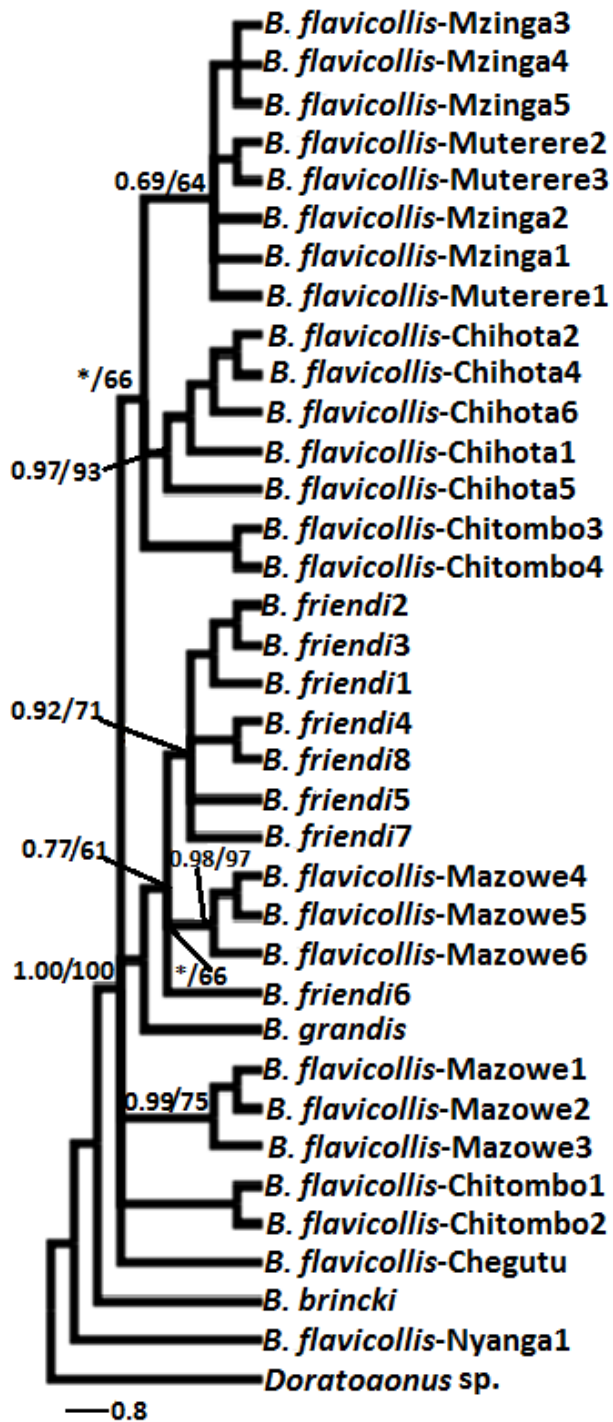 B. flavicollis-Mzinga3
B. flavicollis-Mzinga4
B. flavicollis-Mzinga5
B. flavicollis-Muterere2
0.69/64
B. flavicollis-Muterere3
B. flavicollis-Mzinga2
B. flavicollis-Mzinga1
B. flavicollis-Muterere1
B. flavicollis-Chihota2
*/66
B. flavicollis-Chihota4
B. flavicollis-Chihota6
B. flavicollis-Chihota1
0.97/93
B. flavicollis-Chihota5
B. flavicollis-Chitombo3
B. flavicollis-Chitombo4
B. friendi2
B. friendi3
B. friendi1
0.92/71
B. friendi4
B. friendi8
B. friendi5
B. friendi7
0.77/61
0.98/97
B. flavicollis-Mazowe4
B. flavicollis-Mazowe5
B. flavicollis-Mazowe6
1.00/100
*/66
B. friendi6
B. grandis
B. flavicollis-Mazowe1
0.99/75
B. flavicollis-Mazowe2
B. flavicollis-Mazowe3
B. flavicollis-Chitombo1
B. flavicollis-Chitombo2
B. flavicollis-Chegutu
B. brincki
B. flavicollis-Nyanga1
Doratoaonus sp.
0.8